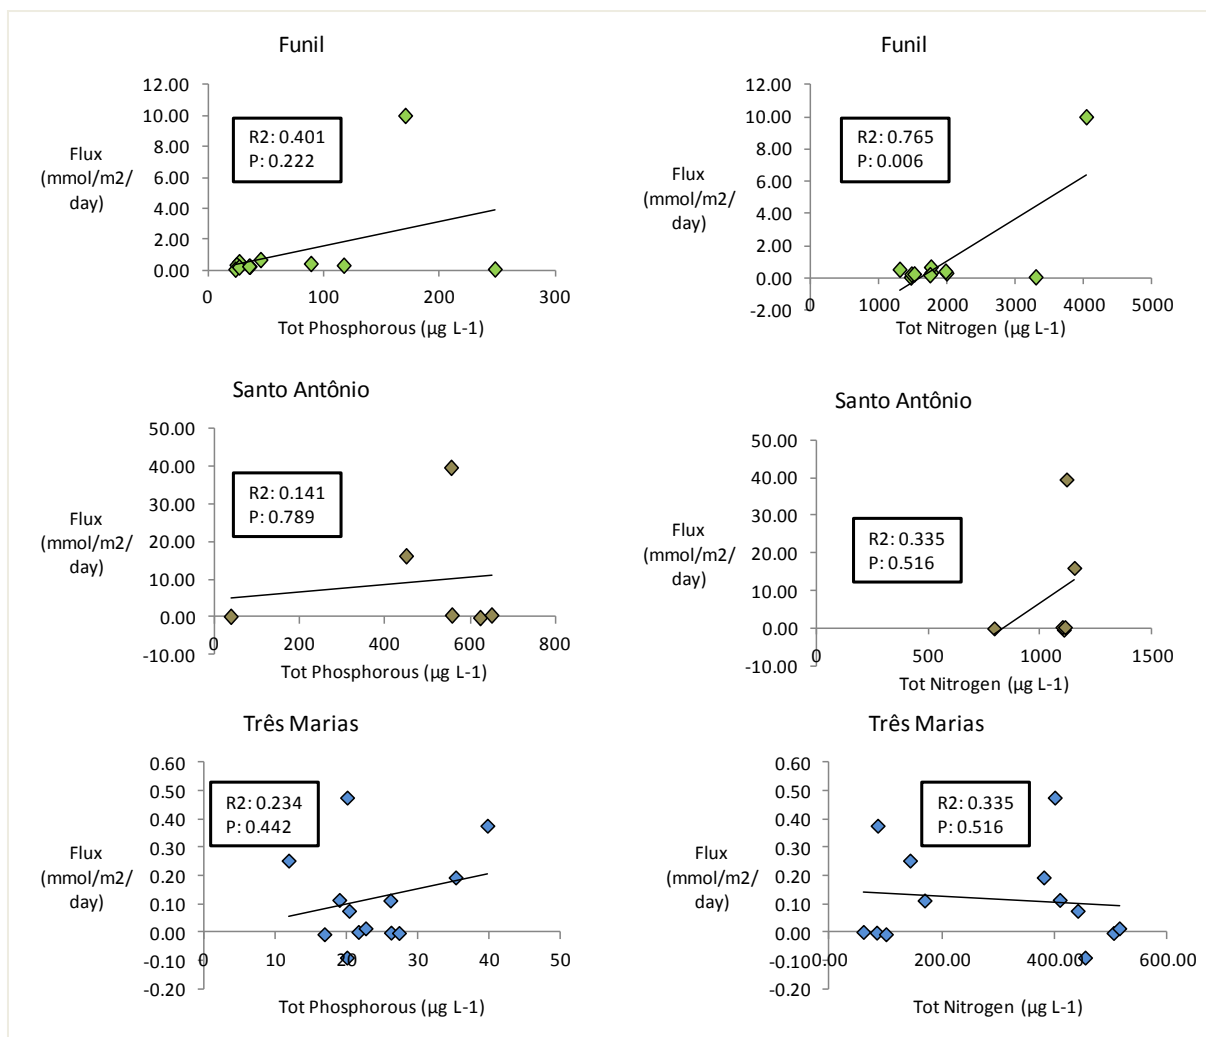 Funil
12.00
10.00
8.00
6.00
4.00
2.00
0.00
Flux
(mmol/m2/
day)
R2: 0.401
P: 0.222
0 100 200 300
Tot Phosphorous (µg L-1)
Funil
12.00
10.00
8.00
6.00
4.00
2.00
0.00
-2.00
Flux
(mmol/m2/
day)
R2: 0.765
P: 0.006
0 1000 2000 3000 4000 5000
Tot Nitrogen (µg L-1)
Santo Antônio
50.00
40.00
30.00
20.00
10.00
0.00
-10.00
Flux
(mmol/m2/
day)
R2: 0.141
P: 0.789
0 200 400 600 800
Tot Phosphorous (µg L-1)
Santo Antônio
50.00
40.00
30.00
20.00
10.00
0.00
-10.00
Flux
(mmol/m2/
day)
R2: 0.335
P: 0.516
0 500 1000 1500
Tot Nitrogen (µg L-1)
Três Marias
0.60
0.50
0.40
0.30
0.20
0.10
0.00
-0.10
-0.20
Flux
(mmol/m2/
day)
R2: 0.234
P: 0.442
0 10 20 30 40 50
Tot Phosphorous (µg L-1)
Três Marias
0.60
0.50
0.40
0.30
0.20
0.10
0.00
-0.10
-0.20
Flux
(mmol/m2/
day)
R2: 0.335
P: 0.516
0.00 200.00 400.00 600.00
Tot Nitrogen (µg L-1)